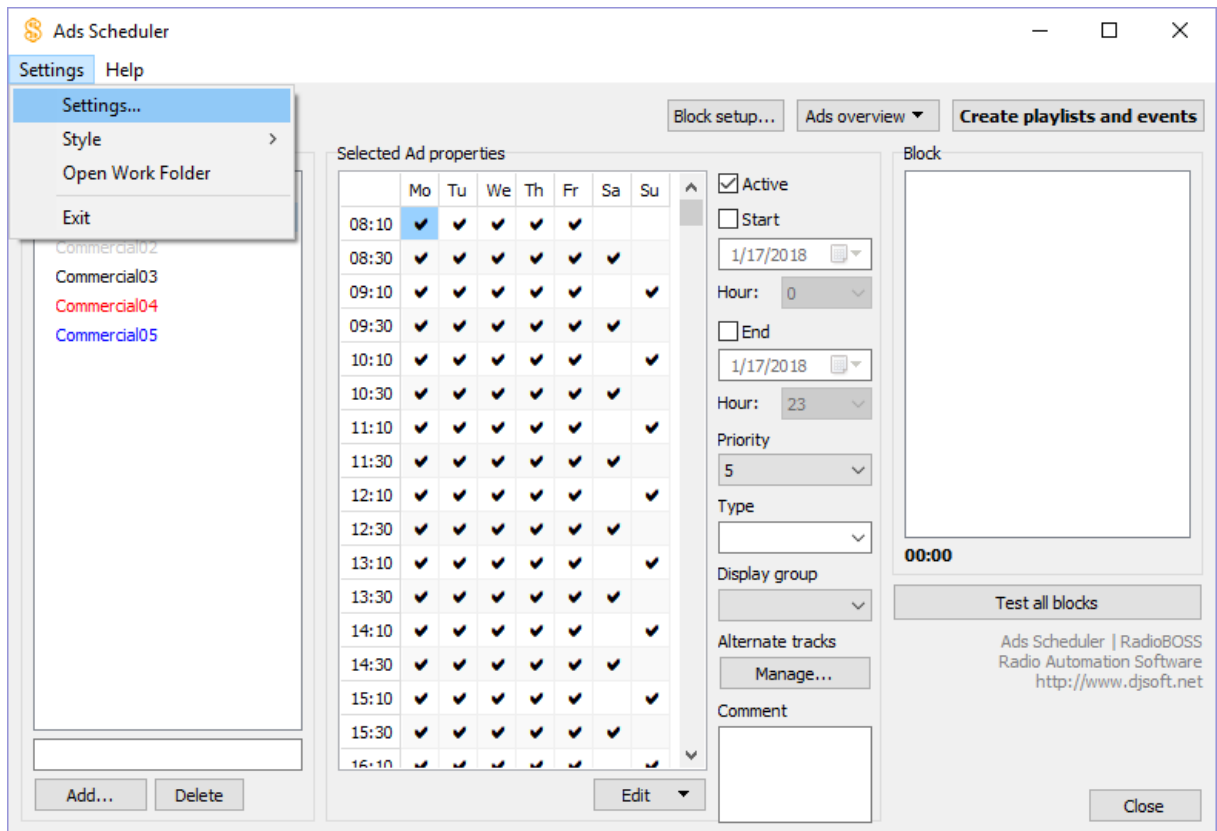 Ads Scheduler
Settings Help
Settings...
Style
Open Work Folder
Exit
Block setup... Ads overview Create playlists and events
Commercial02
Commercial03
Commercial04
Commercial05
Add... Delete
Selected Ad properties
Mo Tu We Th Fr Sa Su
08:10
08:30
09:10
09:30
10:10
10:30
11:10
11:30
12:10
12:30
13:10
13:30
14:10
14:30
15:10
15:30
16:10
Edit
Active
Start
1/17/2018
Hour: 0
End
1/17/2018
Hour: 23
Priority
5
Type
Display group
Alternate tracks
Manage...
Comment
Block
00:00
Test all blocks
Ads Scheduler | RadioBOSS
Radio Automation Software
http://www.djsoft.net
Close